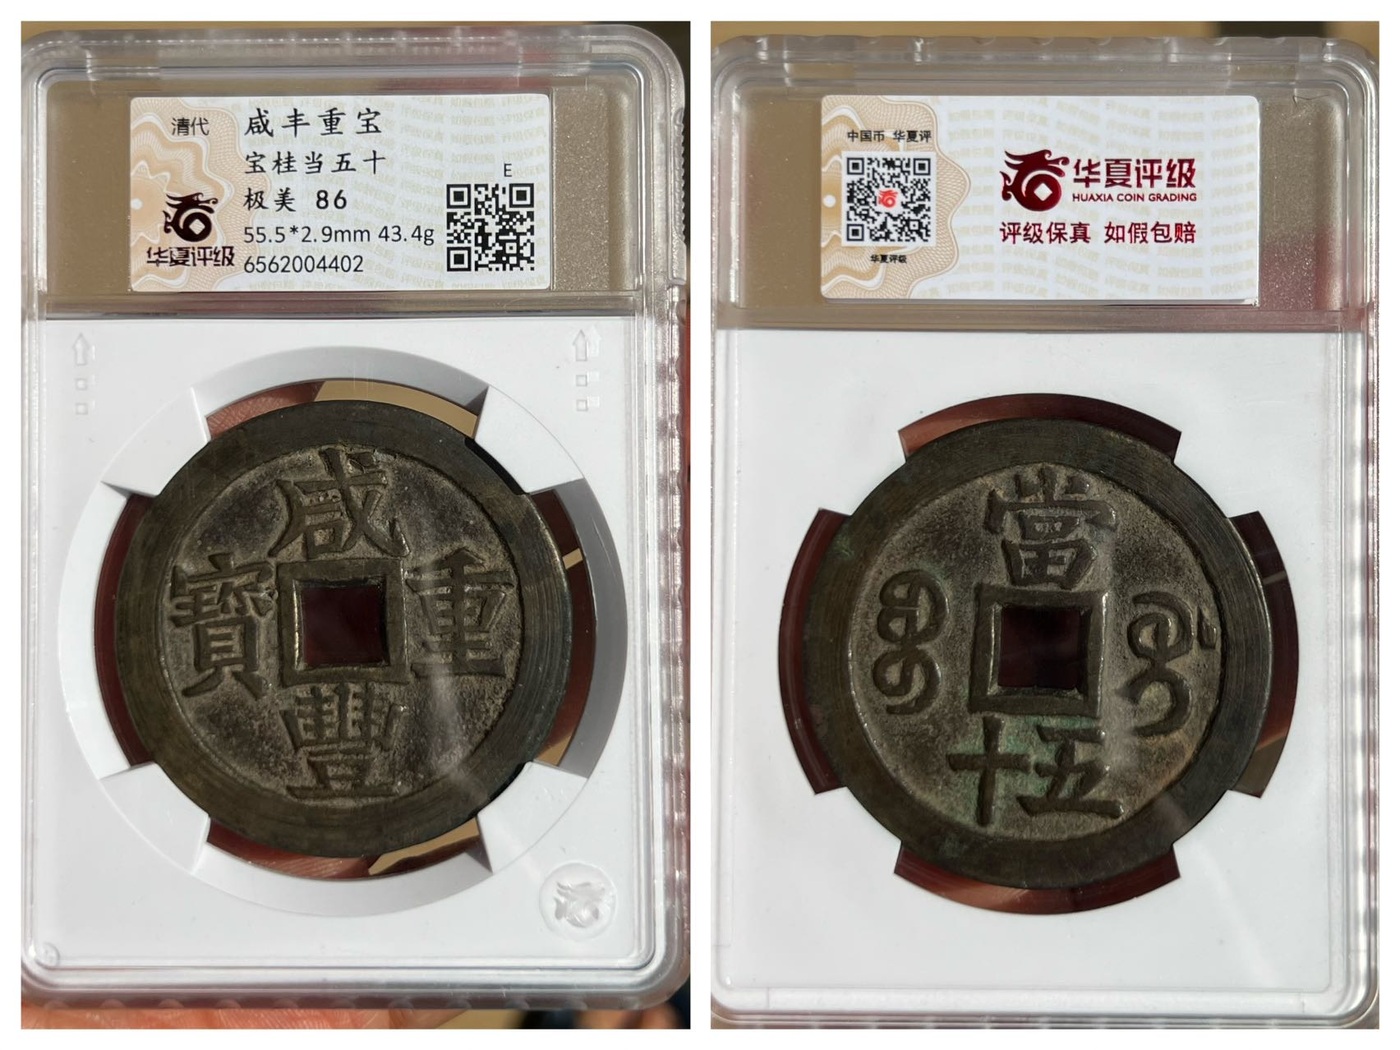 清代
咸丰重宝
宝桂当五十
极美 86
55.5*2.9mm 43.4g
6562004402
华夏评级
E
咸
重
寶
豐
中国币 华夏评
华夏评级
华夏评级
HUAXIA COIN GRADING
评级保真 如假包赔
當
十五